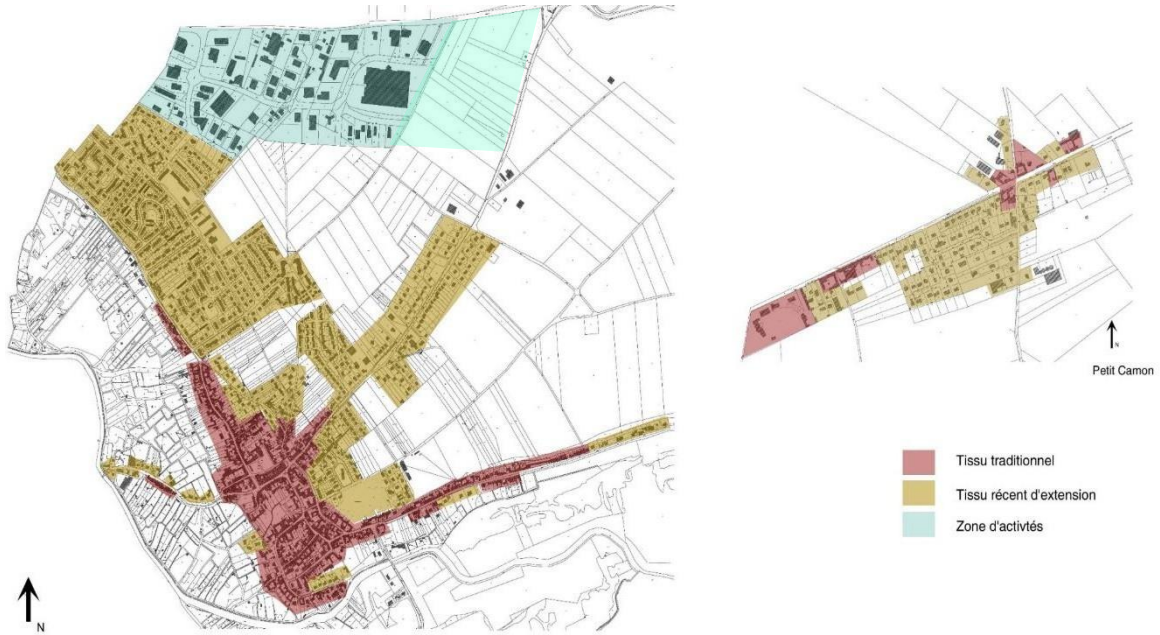 N
N
Petit Camon
Tissu traditionnel
Tissu récent d'extension
Zone d'activtés